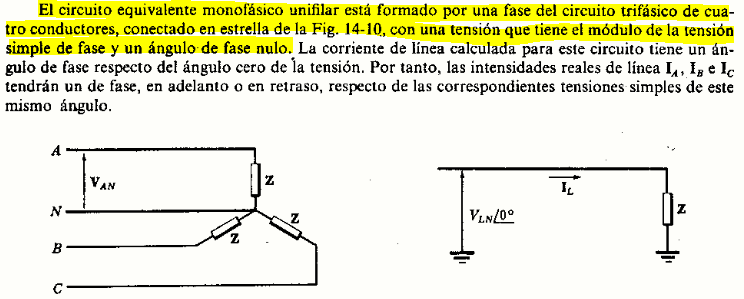 El circuito equivalente monofásico unifilar está formado por una fase del circuito trifásico de cua-
tro conductores, conectado en estrella de la Fig. 14-10, con una tensión que tiene el módulo de la tensión
simple de fase y un ángulo de fase nulo. La corriente de línea calculada para este circuito tiene un án-
gulo de fase respecto del ángulo cero de la tensión. Por tanto, las intensidades reales de línea I_A, I_B e I_C
tendrán un de fase, en adelanto o en retraso, respecto de las correspondientes tensiones simples de este
mismo ángulo.
A
V_AN
Z
N
Z
Z
B
C
I_L
V_LN/0°
Z